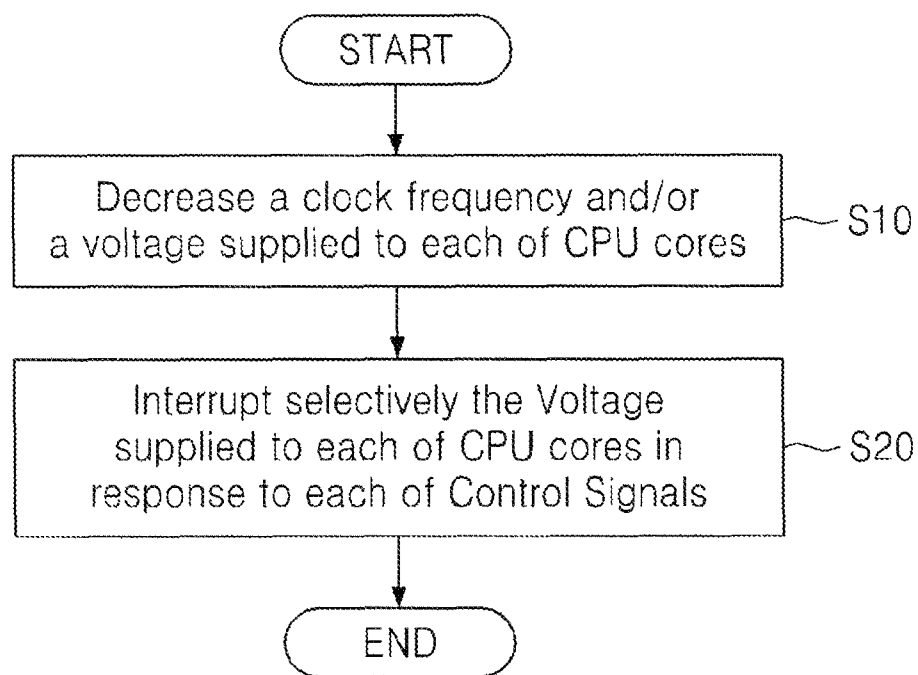 START
Decrease a clock frequency and/or
a voltage supplied to each of CPU cores
S10
Interrupt selectively the Voltage
supplied to each of CPU cores in
response to each of Control Signals
S20
END